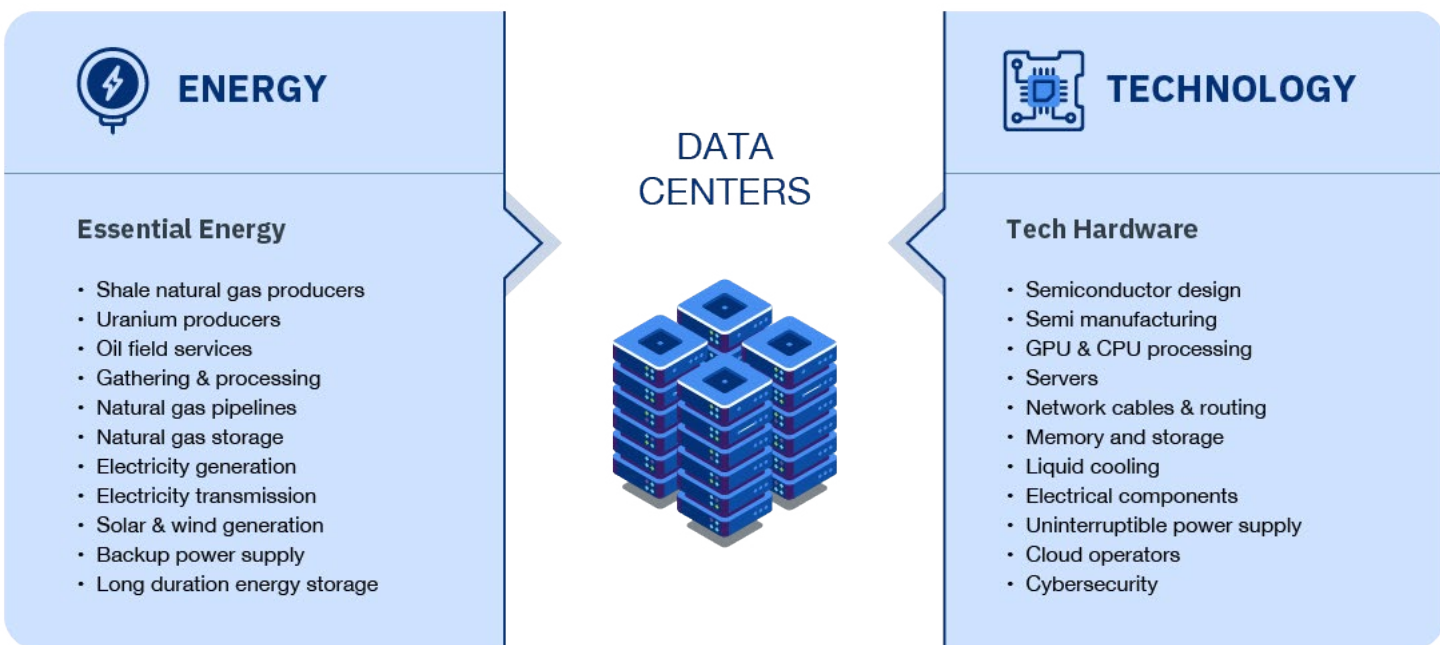 ENERGY
Essential Energy
• Shale natural gas producers
• Uranium producers
• Oil field services
• Gathering & processing
• Natural gas pipelines
• Natural gas storage
• Electricity generation
• Electricity transmission
• Solar & wind generation
• Backup power supply
• Long duration energy storage
DATA
CENTERS
TECHNOLOGY
Tech Hardware
• Semiconductor design
• Semi manufacturing
• GPU & CPU processing
• Servers
• Network cables & routing
• Memory and storage
• Liquid cooling
• Electrical components
• Uninterruptible power supply
• Cloud operators
• Cybersecurity